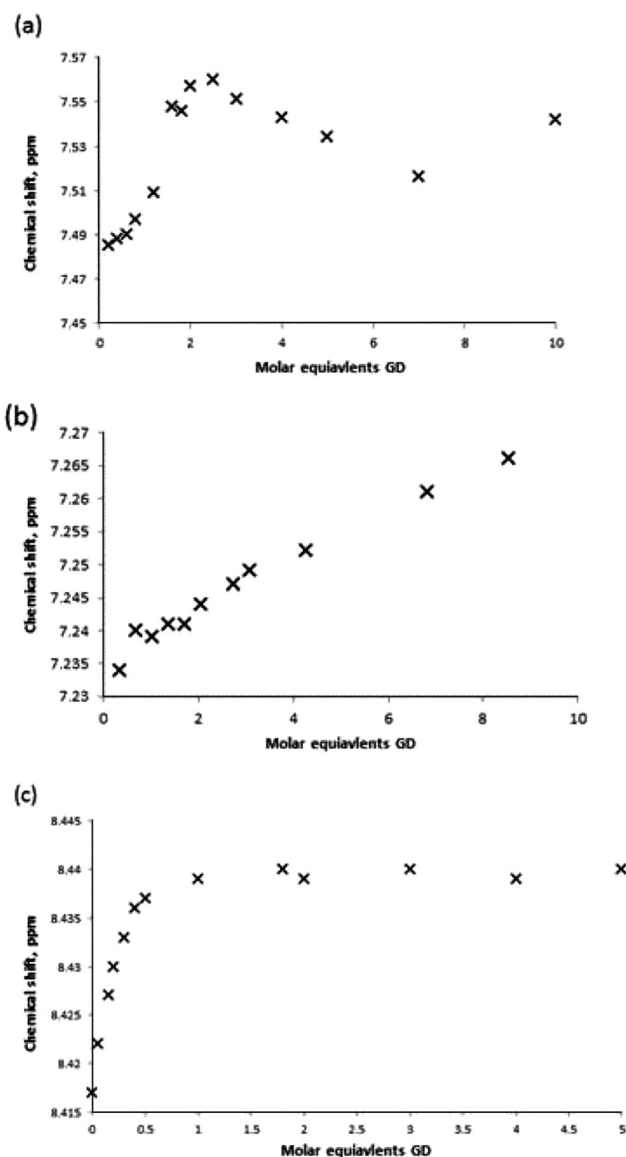 (a)
7.57
7.55
7.53
7.51
7.49
7.47
7.45
Chemical shift, ppm
0 2 4 6 8 10
Molar equiavlents GD
(b)
7.27
7.265
7.26
7.255
7.25
7.245
7.24
7.235
7.23
Chemical shift, ppm
0 2 4 6 8 10
Molar equiavlents GD
(c)
8.445
8.44
8.435
8.43
8.425
8.42
8.415
Chemical shift, ppm
0 0.5 1 1.5 2 2.5 3 3.5 4 4.5 5
Molar equiavlents GD